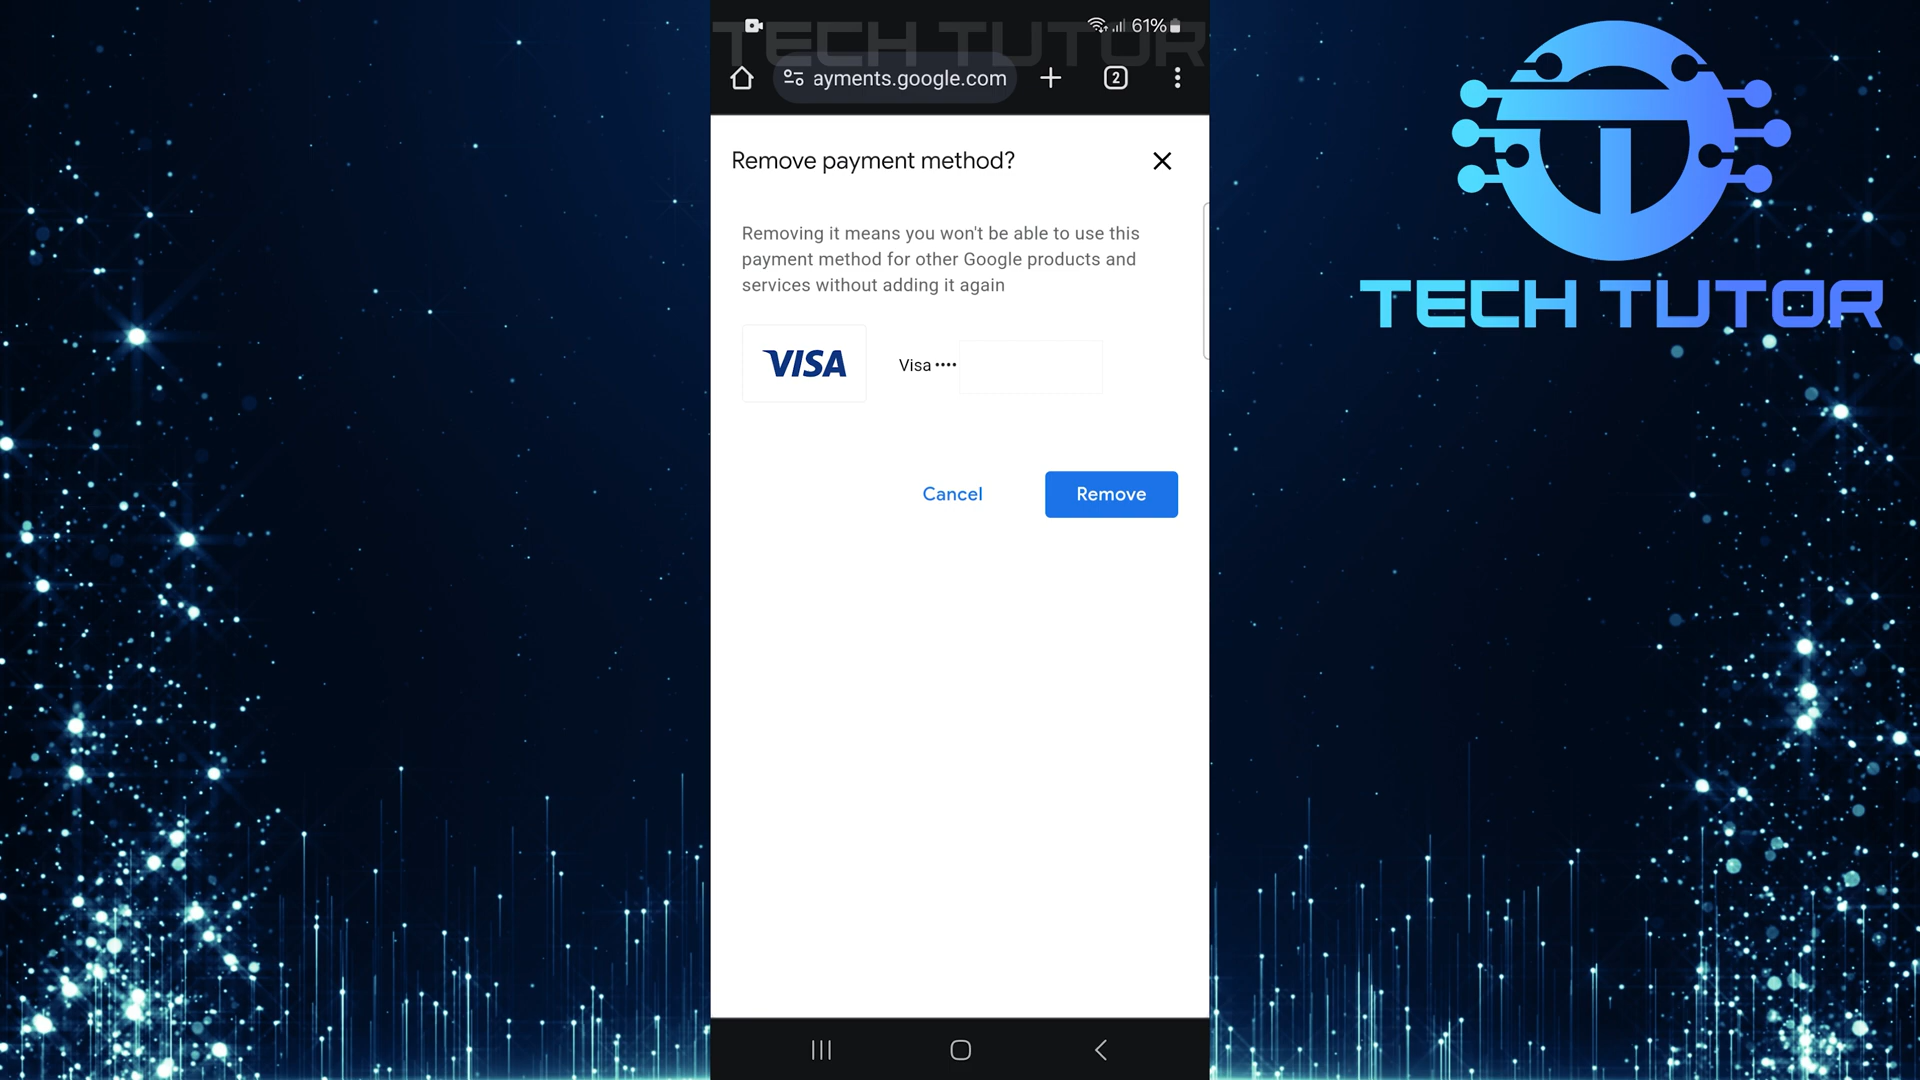 TECH TUTOR
61%
ayments.google.com
2
Remove payment method?
Removing it means you won't be able to use this
payment method for other Google products and
services without adding it again
VISA
Visa ••••
Cancel
Remove
T
TECH TUTOR